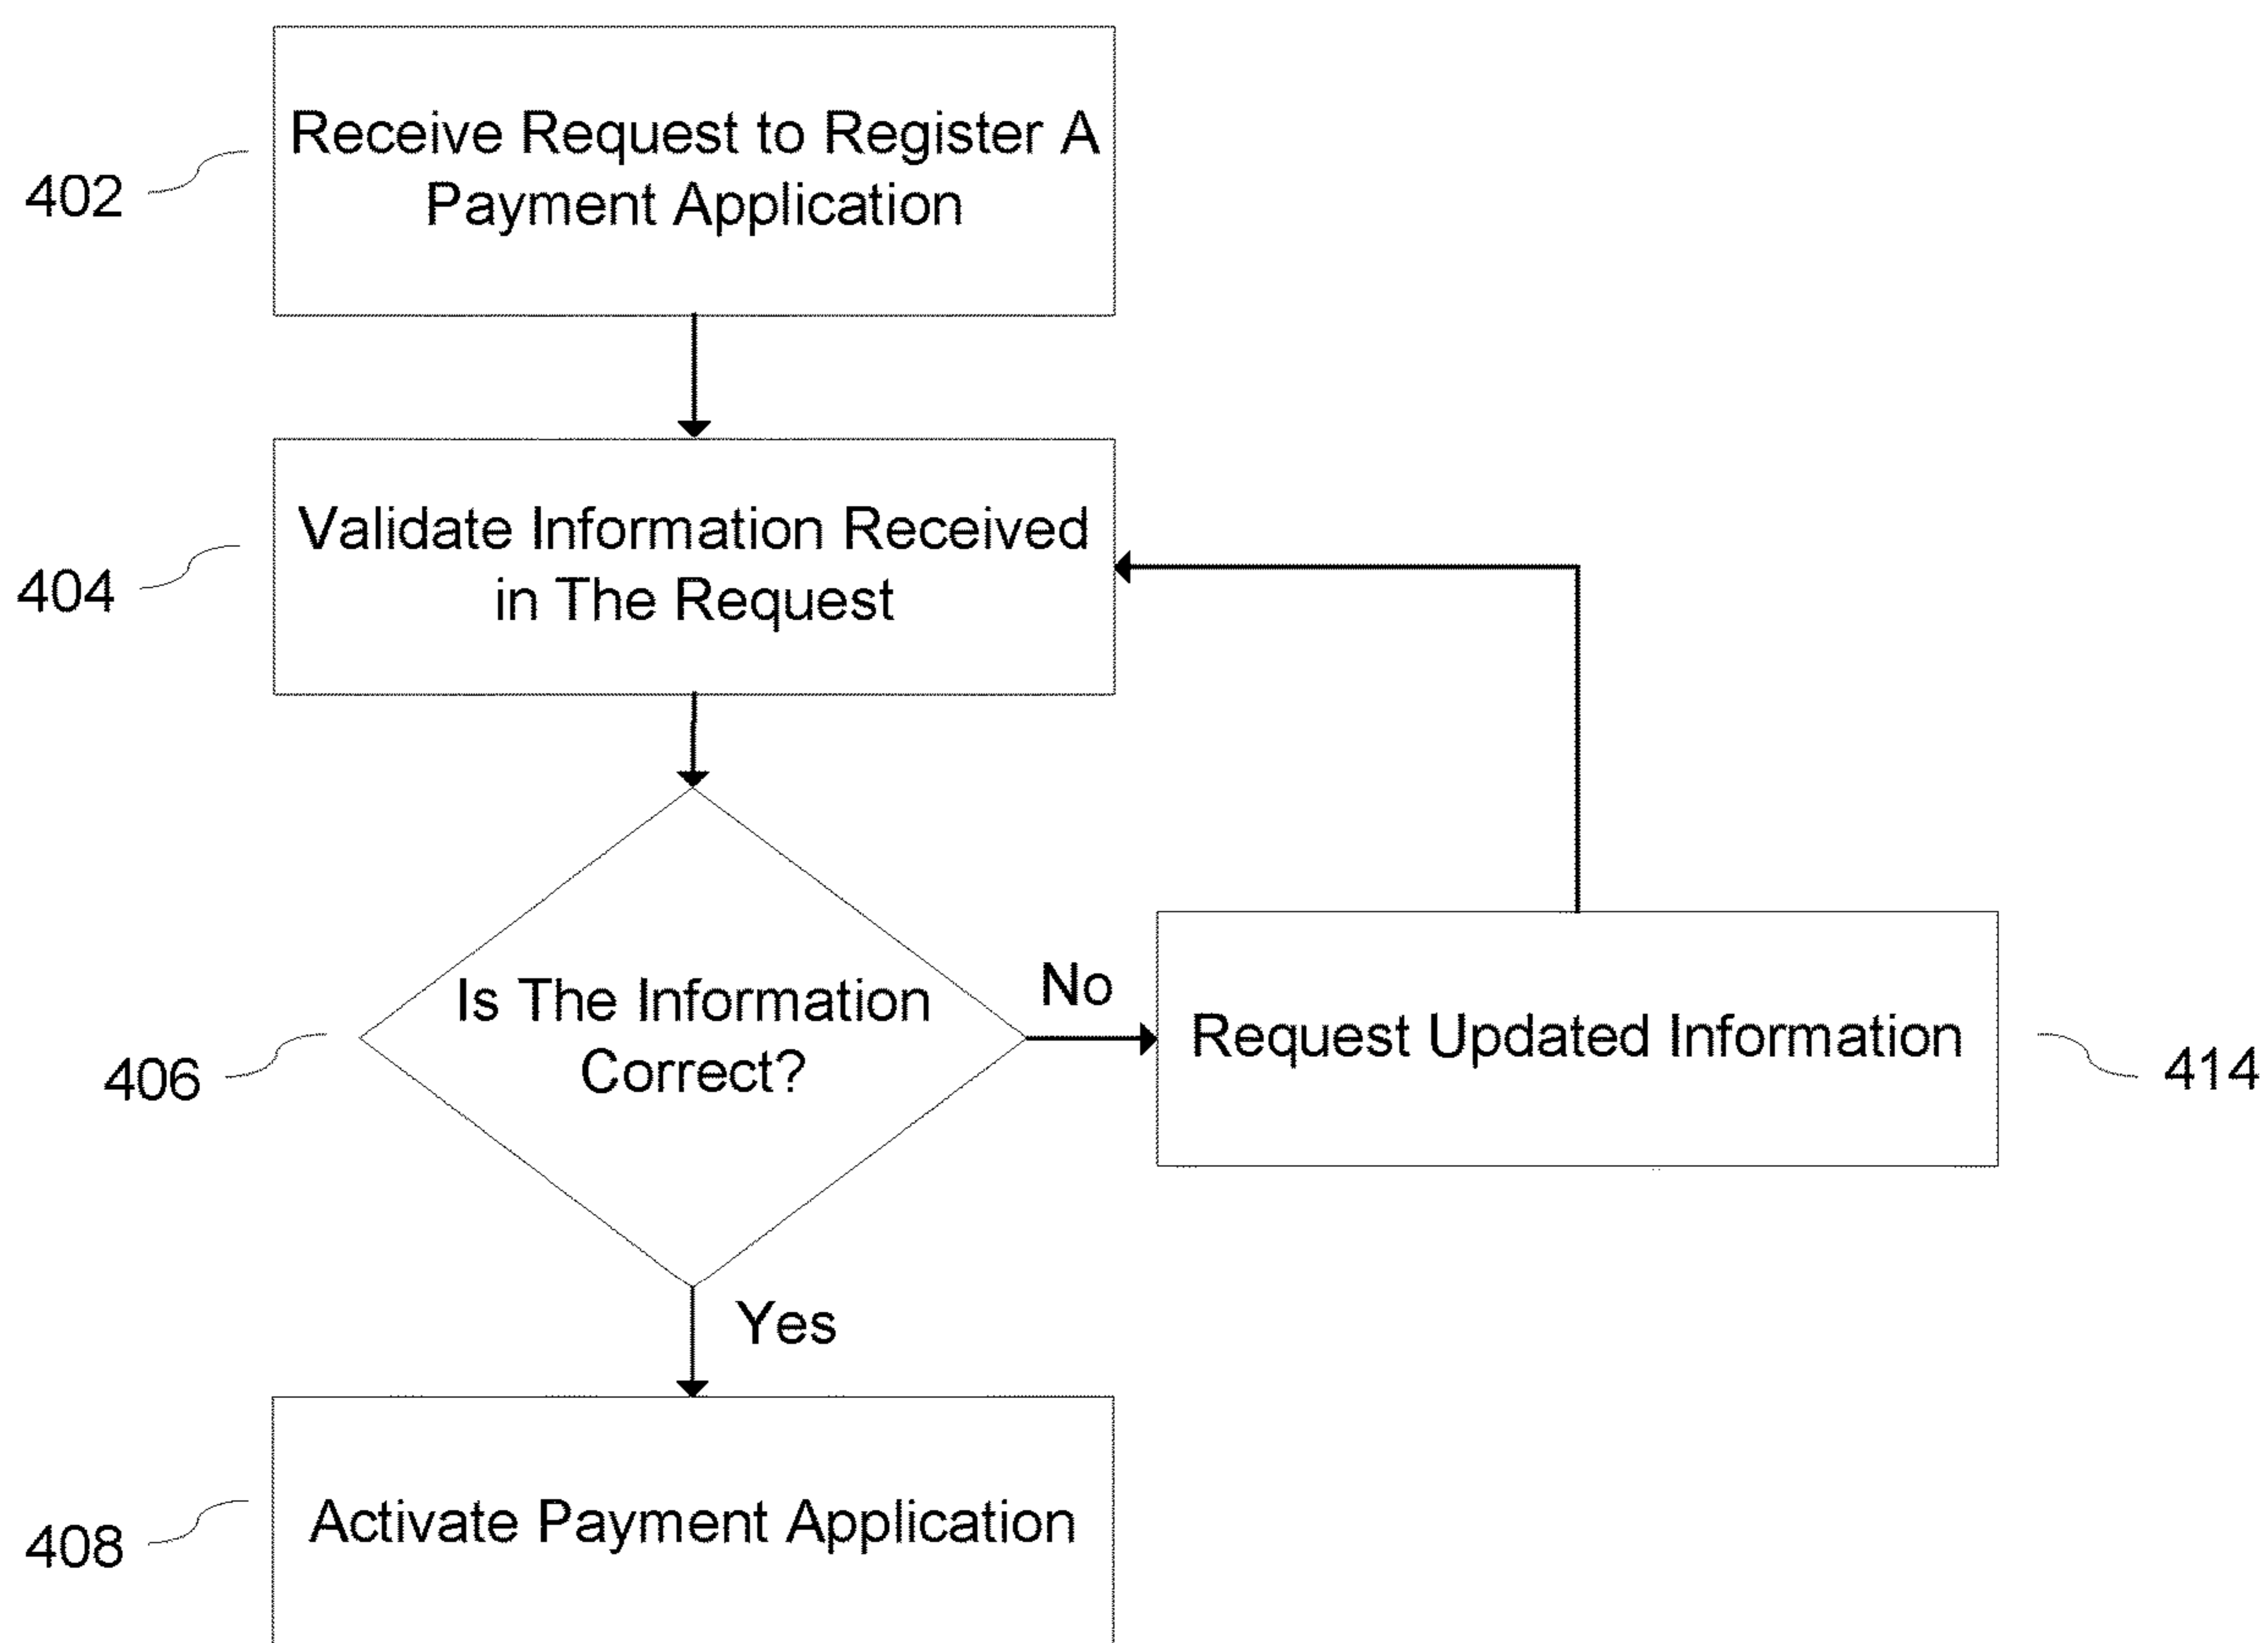 402
Receive Request to Register A
Payment Application
404
Validate Information Received
in The Request
406
Is The Information
Correct?
No
Request Updated Information
414
Yes
408
Activate Payment Application